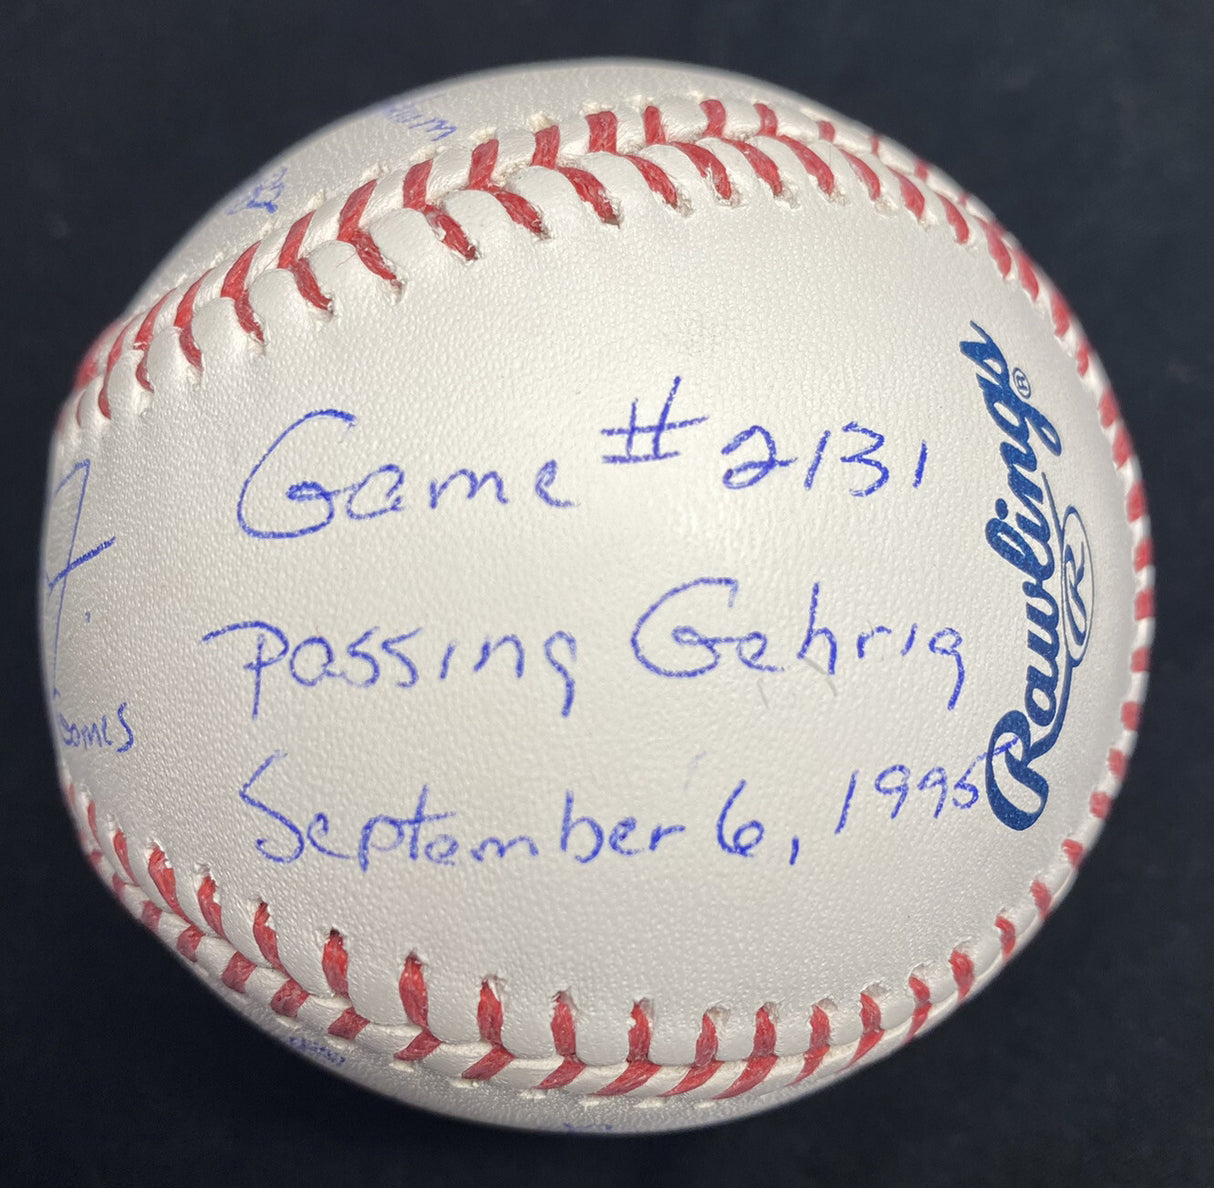 Game #2131
passing Gehrig
September 6, 1995
Rawlings®
R